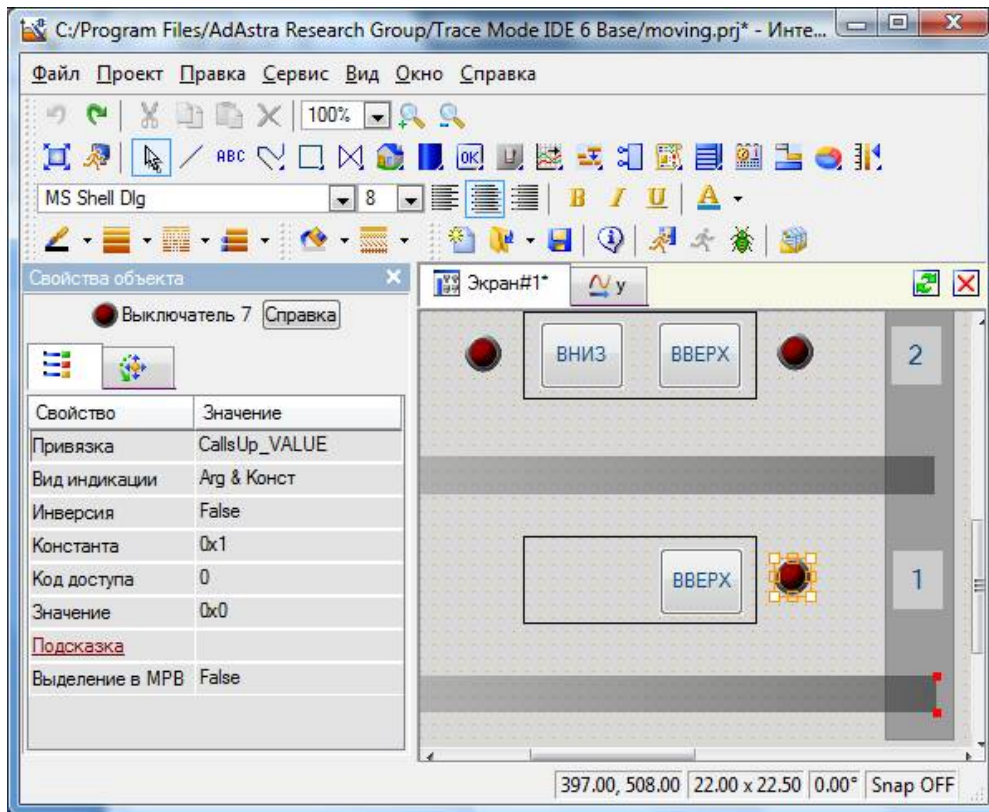 C:/Program Files/AdAstra Research Group/Trace Mode IDE 6 Base/moving.prj* - Инте...
Файл Проект Правка Сервис Вид Окно Справка
100%
ABC OK
MS Shell Dlg 8 B I U A
Свойства объекта
Экран#1* y
Выключатель 7 Справка
Свойство Значение
Привязка CallsUp_VALUE
Вид индикации Arg & Конст
Инверсия False
Константа 0x1
Код доступа 0
Значение 0x0
Подсказка
Выделение в МРВ False
ВНИЗ ВВЕРХ 2
ВВЕРХ 1
397.00, 508.00 22.00 x 22.50 0.00° Snap OFF